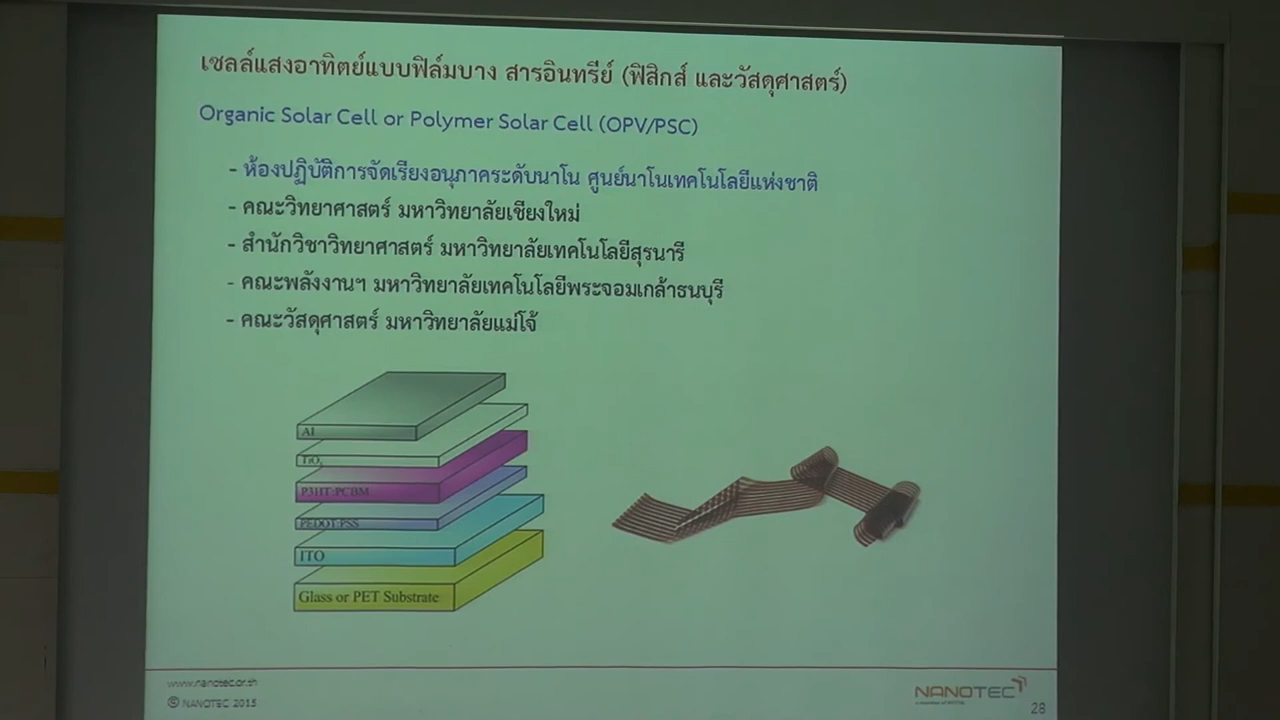 เซลล์แสงอาทิตย์แบบฟิล์มบาง สารอินทรีย์ (ฟิสิกส์ และวัสดุศาสตร์)
Organic Solar Cell or Polymer Solar Cell (OPV/PSC)
- ห้องปฏิบัติการจัดเรียงอนุภาคระดับนาโน ศูนย์นาโนเทคโนโลยีแห่งชาติ
- คณะวิทยาศาสตร์ มหาวิทยาลัยเชียงใหม่
- สำนักวิชาวิทยาศาสตร์ มหาวิทยาลัยเทคโนโลยีสุรนารี
- คณะพลังงานฯ มหาวิทยาลัยเทคโนโลยีพระจอมเกล้าธนบุรี
- คณะวัสดุศาสตร์ มหาวิทยาลัยแม่โจ้
Al
TiOₓ
P3HT:PCBM
PEDOT:PSS
ITO
Glass or PET Substrate
www.nanotec.or.th
© NANOTEC 2015
NANOTEC
28